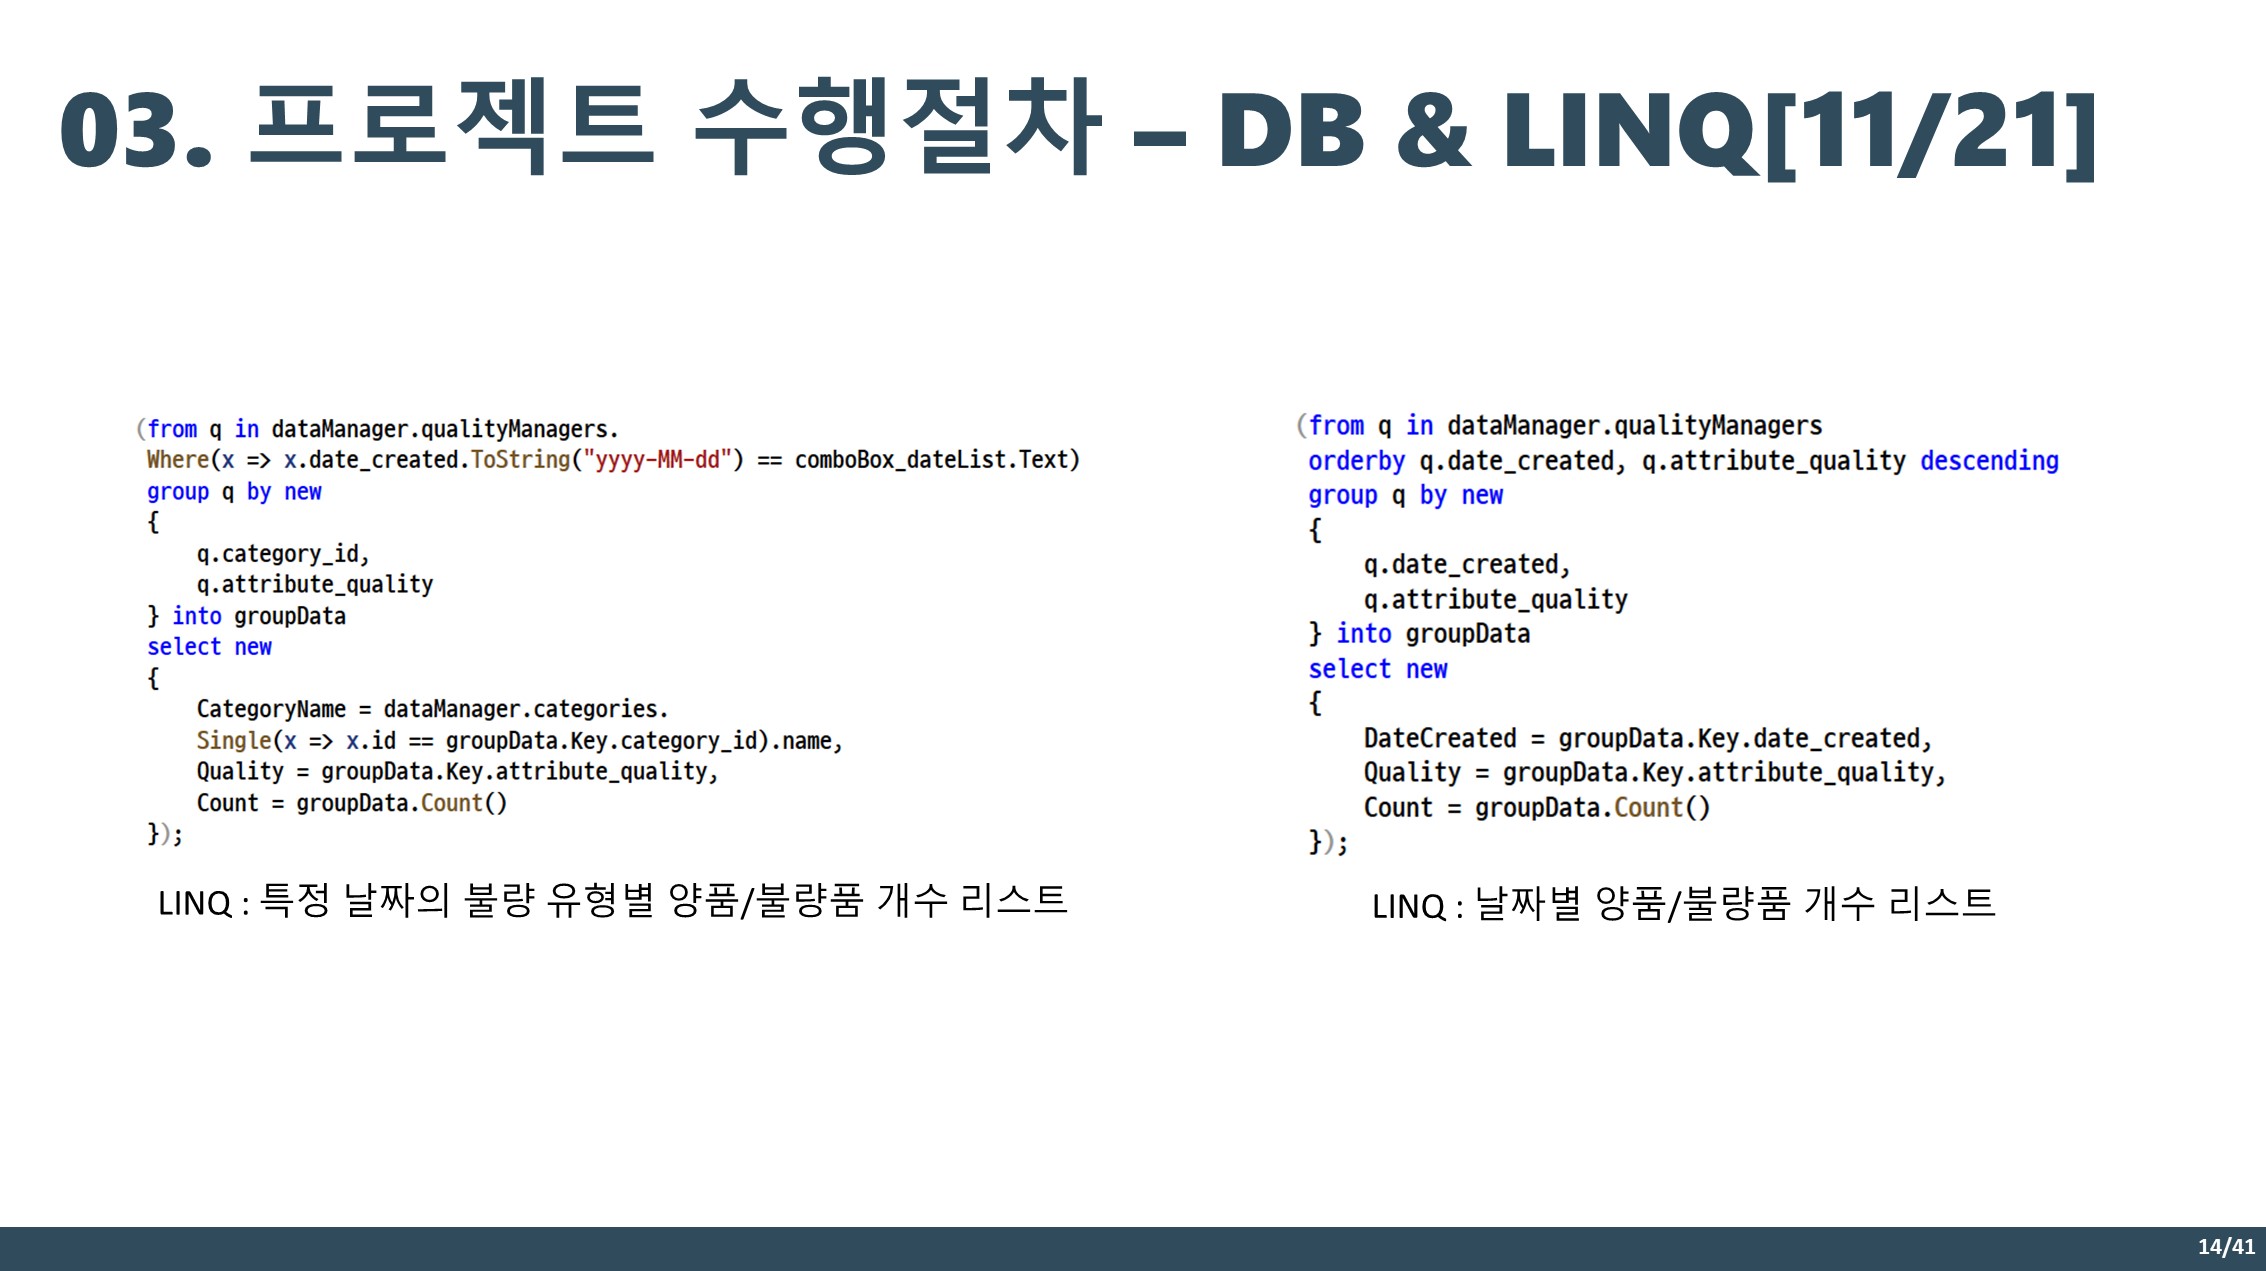 03. 프로젝트 수행절차 – DB & LINQ[11/21]
(from q in dataManager.qualityManagers.
Where(x => x.date_created.ToString("yyyy-MM-dd") == comboBox_dateList.Text)
group q by new
{
q.category_id,
q.attribute_quality
} into groupData
select new
{
CategoryName = dataManager.categories.
Single(x => x.id == groupData.Key.category_id).name,
Quality = groupData.Key.attribute_quality,
Count = groupData.Count()
});
LINQ : 특정 날짜의 불량 유형별 양품/불량품 개수 리스트
(from q in dataManager.qualityManagers
orderby q.date_created, q.attribute_quality descending
group q by new
{
q.date_created,
q.attribute_quality
} into groupData
select new
{
DateCreated = groupData.Key.date_created,
Quality = groupData.Key.attribute_quality,
Count = groupData.Count()
});
LINQ : 날짜별 양품/불량품 개수 리스트
14/41